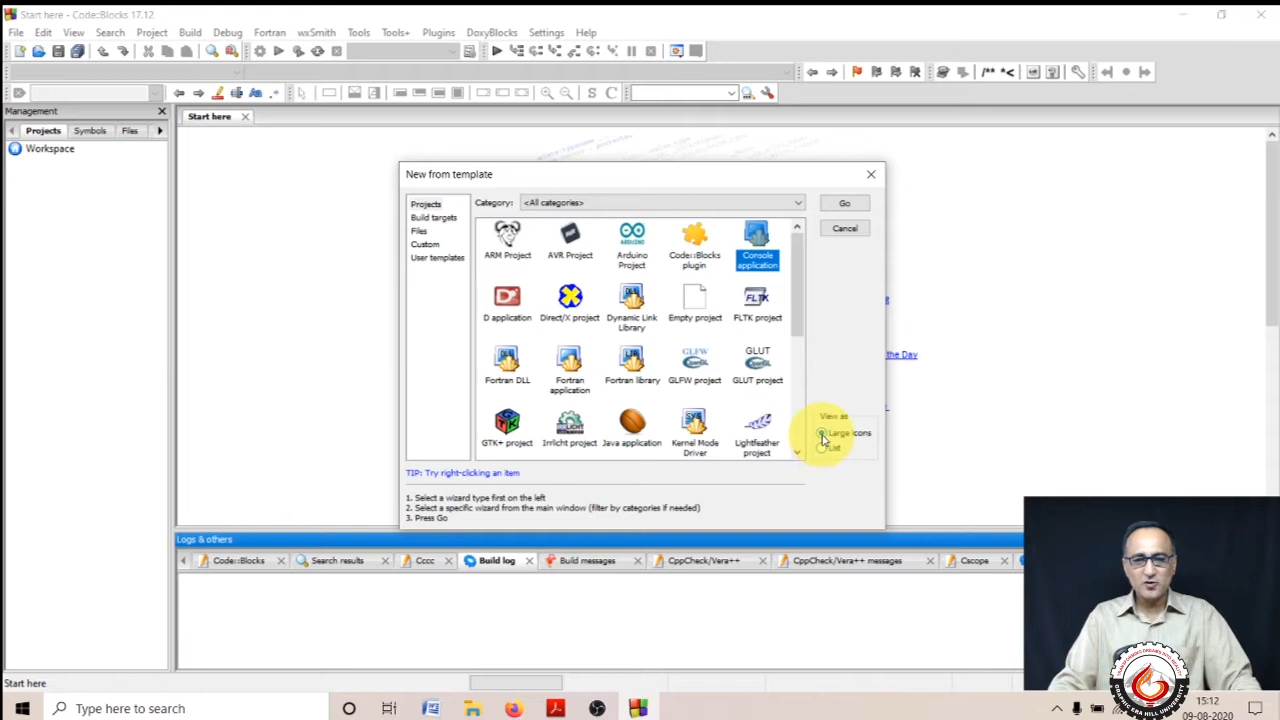 Start here - Code::Blocks 17.12
File Edit View Search Project Build Debug Fortran wxSmith Tools Tools+ Plugins DoxyBlocks Settings Help
Management
Start here
Projects Symbols Files
Workspace
New from template
Projects
Build targets
Files
Custom
User templates
Category: <All categories>
Go
Cancel
ARM Project
AVR Project
Arduino Project
Code::Blocks plugin
Console application
D application
Direct/X project
Dynamic Link Library
Empty project
FLTK project
Fortran DLL
Fortran application
Fortran library
GLFW project
GLUT project
GTK+ project
Irrlicht project
Java application
Kernel Mode Driver
Lightfeather project
View as
Large icons
List
TIP: Try right-clicking an item
1. Select a wizard type first on the left
2. Select a specific wizard from the main window (filter by categories if needed)
3. Press Go
the Day
Logs & others
Code::Blocks Search results Cccc Build log Build messages CppCheck/Vera++ CppCheck/Vera++ messages Cscope
Start here
Type here to search
15:12
09-08-2020
GRAPHIC ERA HILL UNIVERSITY